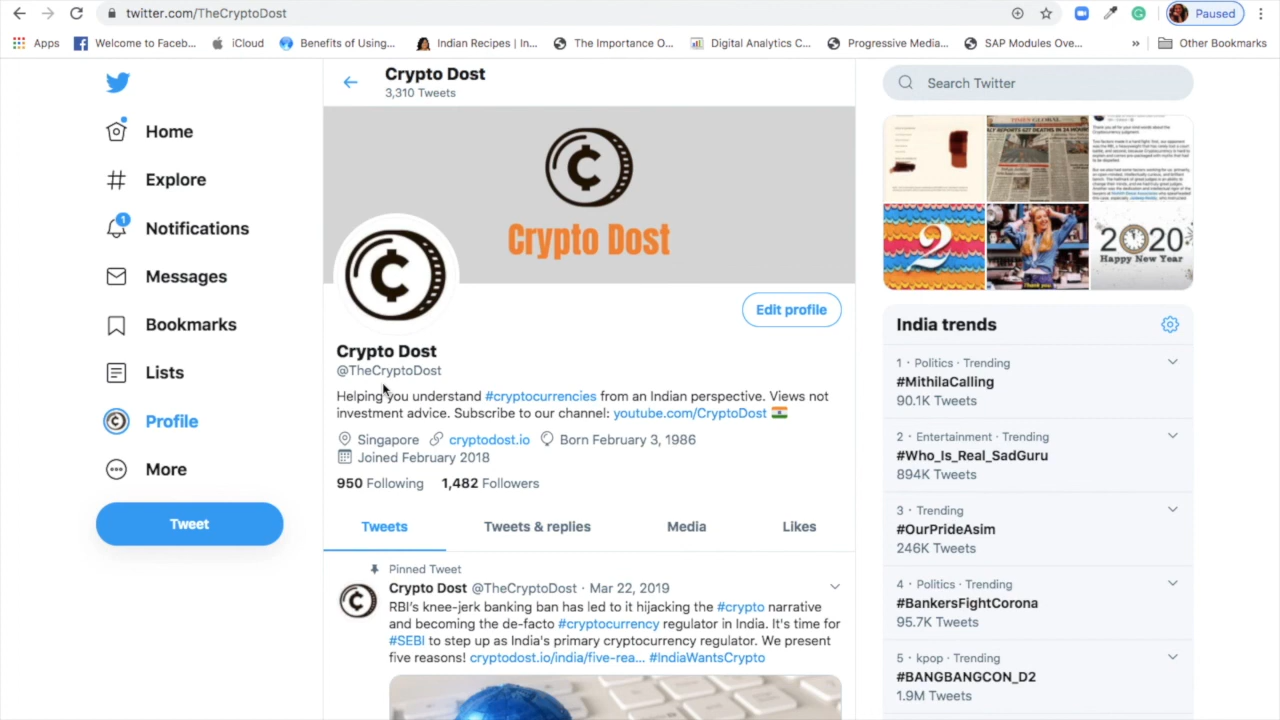 twitter.com/TheCryptoDost
Paused
Apps
Welcome to Faceb...
iCloud
Benefits of Using...
Indian Recipes | In...
The Importance O...
Digital Analytics C...
Progressive Media...
SAP Modules Ove...
»
Other Bookmarks
Home
Explore
1
Notifications
Messages
Bookmarks
Lists
Profile
More
Tweet
Crypto Dost
3,310 Tweets
Crypto Dost
Edit profile
Crypto Dost
@TheCryptoDost
Helping you understand #cryptocurrencies from an Indian perspective. Views not
investment advice. Subscribe to our channel: youtube.com/CryptoDost 🇮🇳
Singapore cryptodost.io Born February 3, 1986
Joined February 2018
950 Following 1,482 Followers
Tweets Tweets & replies Media Likes
Pinned Tweet
Crypto Dost @TheCryptoDost · Mar 22, 2019
RBI's knee-jerk banking ban has led to it hijacking the #crypto narrative
and becoming the de-facto #cryptocurrency regulator in India. It's time for
#SEBI to step up as India's primary cryptocurrency regulator. We present
five reasons! cryptodost.io/india/five-rea... #IndiaWantsCrypto
Search Twitter
2
Thank you
2020
Happy New Year
India trends
1 · Politics · Trending
#MithilaCalling
90.1K Tweets
2 · Entertainment · Trending
#Who_Is_Real_SadGuru
894K Tweets
3 · Trending
#OurPrideAsim
246K Tweets
4 · Politics · Trending
#BankersFightCorona
95.7K Tweets
5 · kpop · Trending
#BANGBANGCON_D2
1.9M Tweets